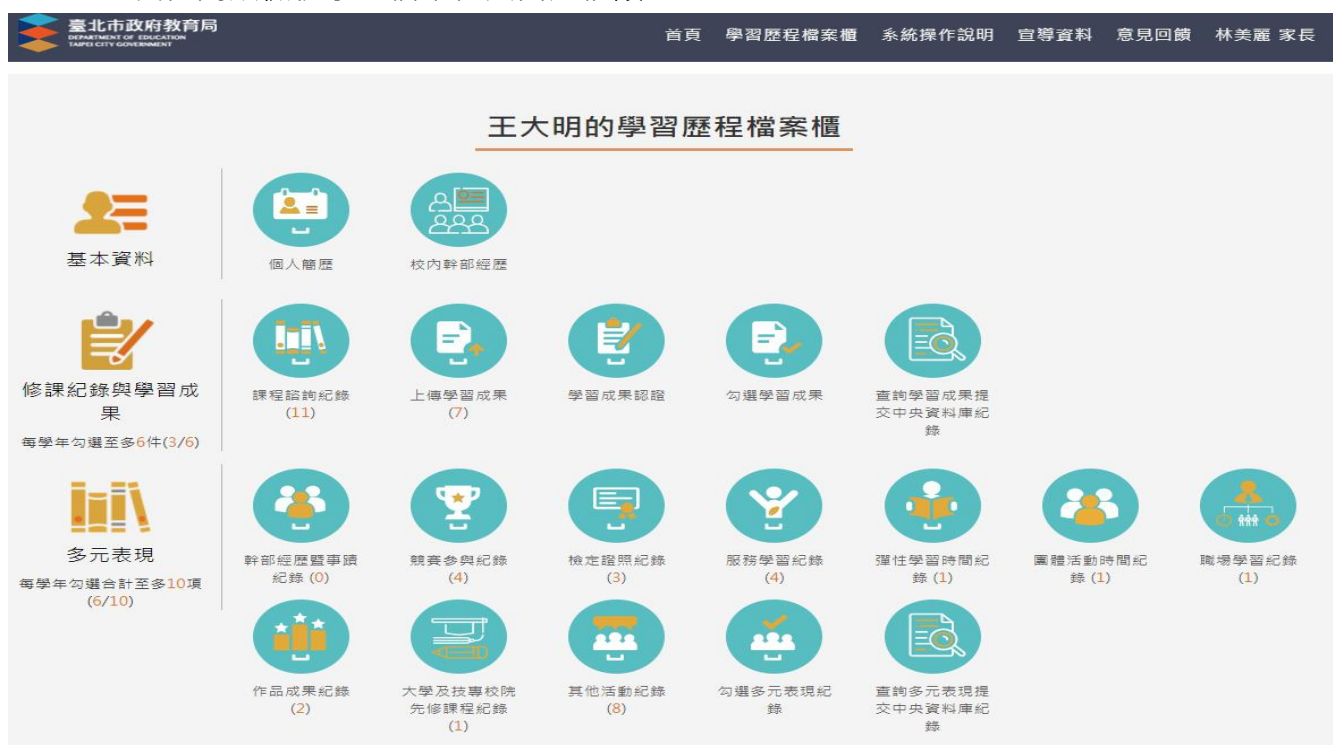 臺北市政府教育局
DEPARTMENT OF EDUCATION
TAIPEI CITY GOVERNMENT
首頁 學習歷程檔案櫃 系統操作說明 宣導資料 意見回饋 林美麗 家長
王大明的學習歷程檔案櫃
基本資料
個人簡歷
校內幹部經歷
修課紀錄與學習成
果
每學年勾選至多6件(3/6)
課程諮詢紀錄
(11)
上傳學習成果
(7)
學習成果認證
勾選學習成果
查詢學習成果提
交中央資料庫紀
錄
多元表現
每學年勾選合計至多10項
(6/10)
幹部經歷暨事蹟
紀錄 (0)
競賽參與紀錄
(4)
檢定證照紀錄
(3)
服務學習紀錄
(4)
彈性學習時間紀
錄 (1)
團體活動時間紀
錄 (1)
職場學習紀錄
(1)
作品成果紀錄
(2)
大學及技專校院
先修課程紀錄
(1)
其他活動紀錄
(8)
勾選多元表現紀
錄
查詢多元表現提
交中央資料庫紀
錄